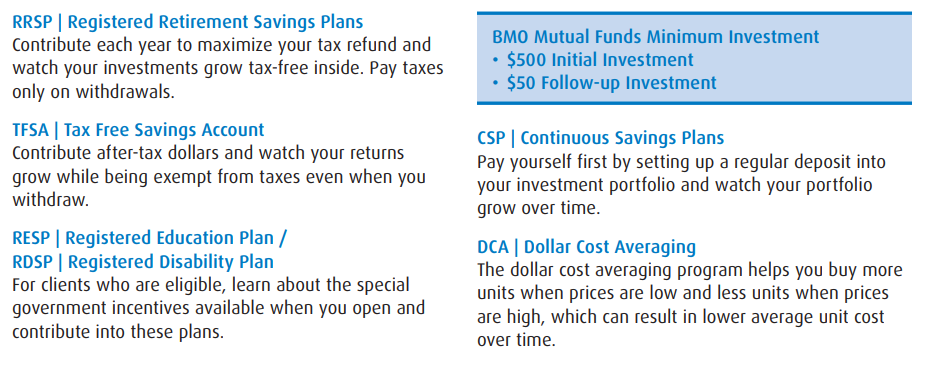 RRSP | Registered Retirement Savings Plans
Contribute each year to maximize your tax refund and
watch your investments grow tax-free inside. Pay taxes
only on withdrawals.
TFSA | Tax Free Savings Account
Contribute after-tax dollars and watch your returns
grow while being exempt from taxes even when you
withdraw.
RESP | Registered Education Plan /
RDSP | Registered Disability Plan
For clients who are eligible, learn about the special
government incentives available when you open and
contribute into these plans.
BMO Mutual Funds Minimum Investment
• $500 Initial Investment
• $50 Follow-up Investment
CSP | Continuous Savings Plans
Pay yourself first by setting up a regular deposit into
your investment portfolio and watch your portfolio
grow over time.
DCA | Dollar Cost Averaging
The dollar cost averaging program helps you buy more
units when prices are low and less units when prices
are high, which can result in lower average unit cost
over time.